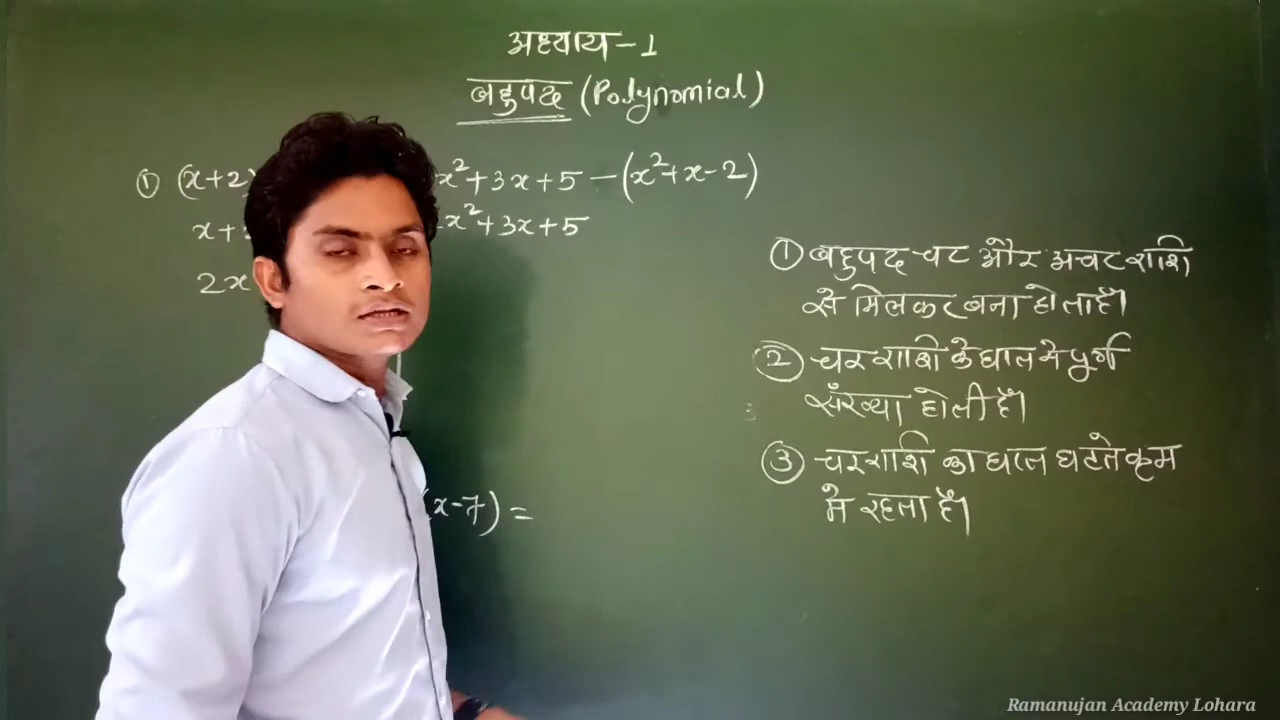 अध्याय-1
बहुपद (Polynomial)
① (x+2) x²+3x+5-(x²+x-2)
x+ x²+3x+5
2x
(x-7) =
① बहुपद चर और अचर राशि
से मिलकर बना होता है।
② चर राशि के घात मे पूर्ण
संख्या होती है।
③ चर राशि का घात घटते क्रम
मे रहता है।
Ramanujan Academy Lohara